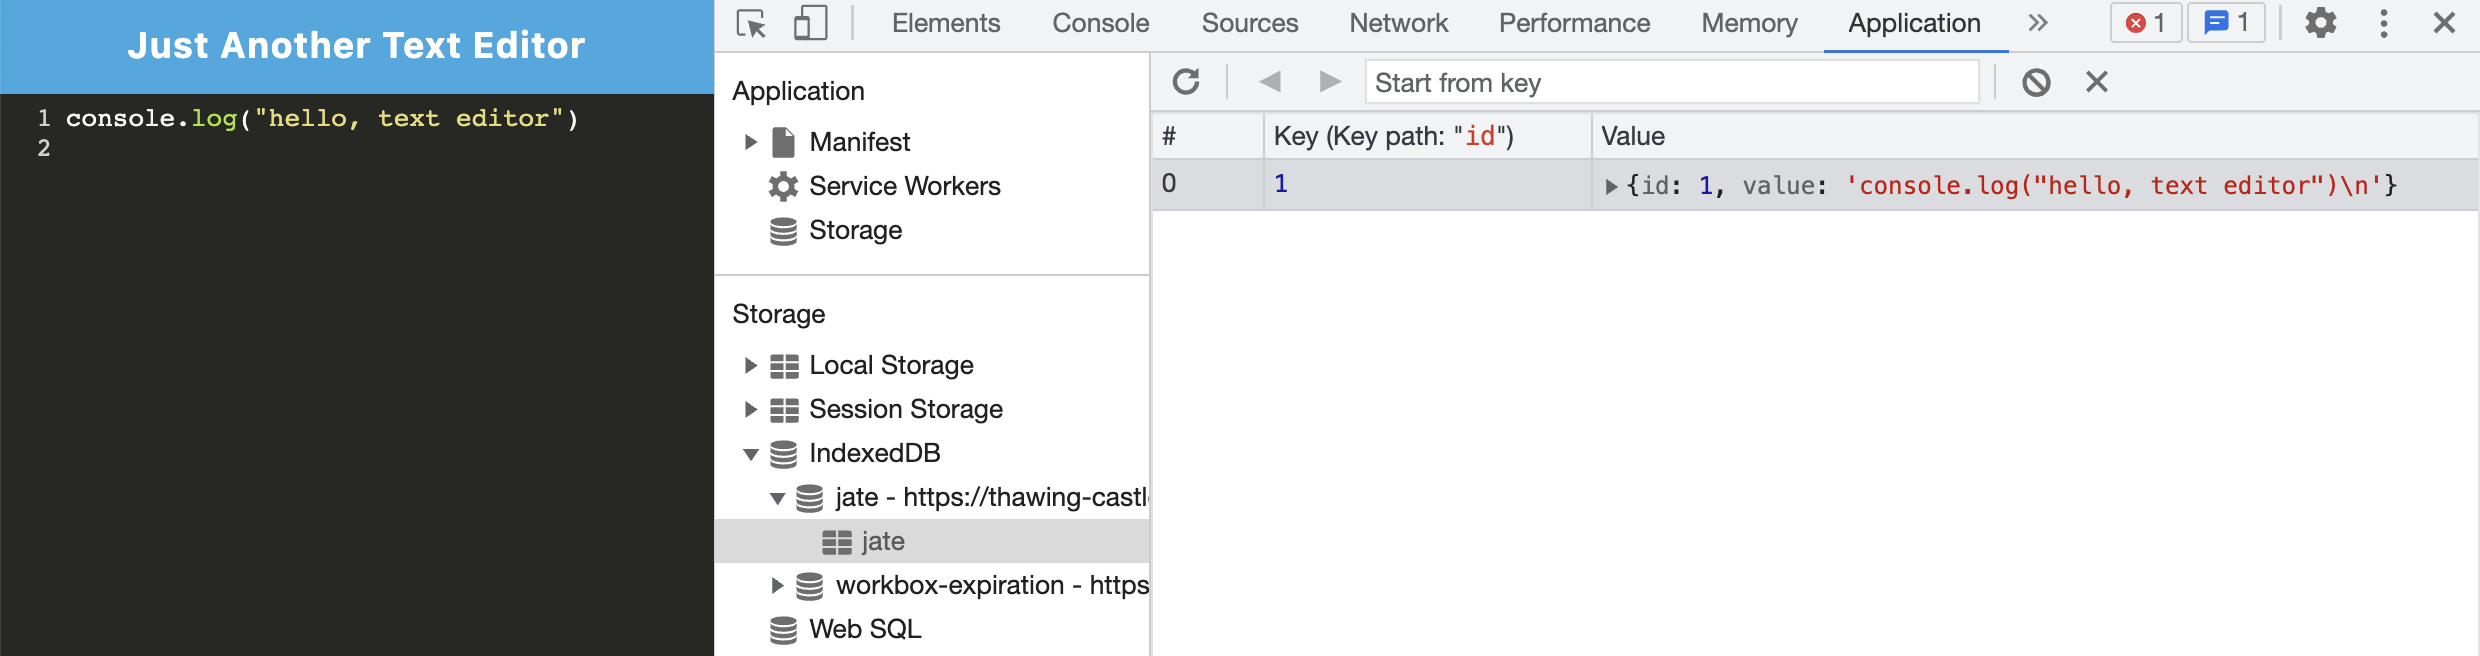 Just Another Text Editor
1 console.log("hello, text editor")
2
Elements Console Sources Network Performance Memory Application 1 1
Application
Manifest
Service Workers
Storage
Storage
Local Storage
Session Storage
IndexedDB
jate - https://thawing-castl
jate
workbox-expiration - https
Web SQL
Start from key
# Key (Key path: "id") Value
0 1 {id: 1, value: 'console.log("hello, text editor")\n'}